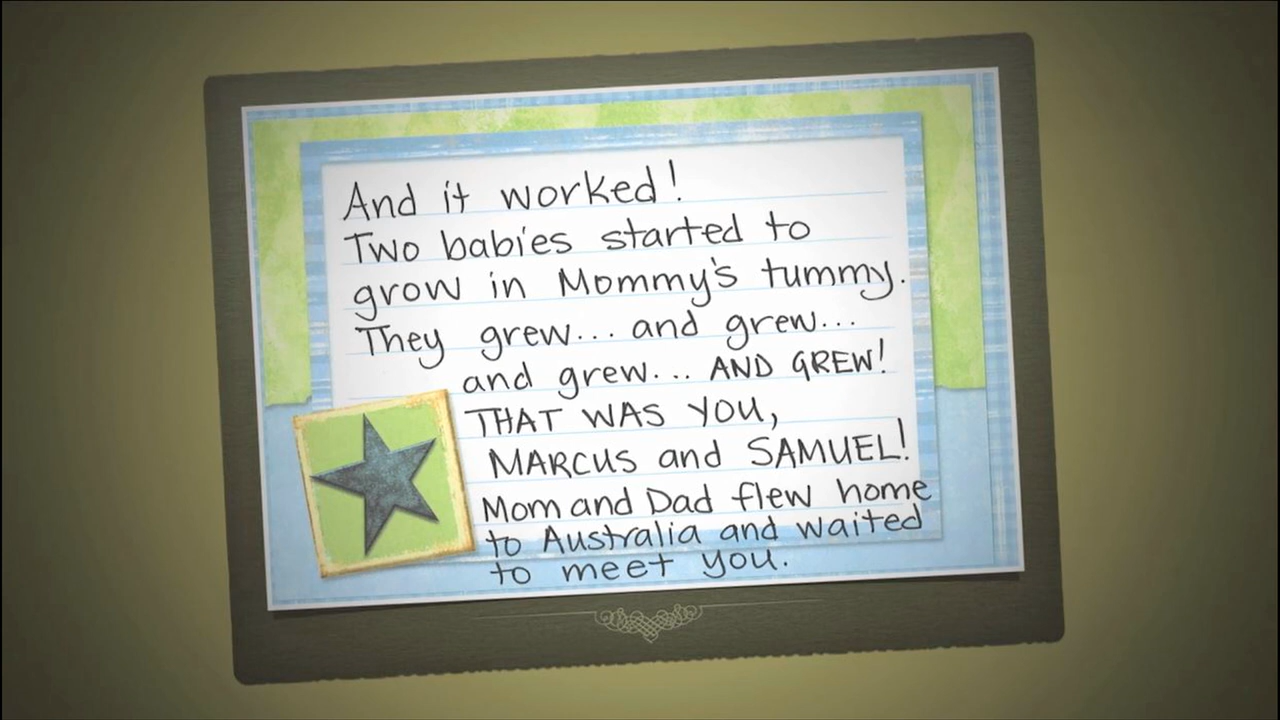 And it worked!
Two babies started to
grow in Mommy's tummy.
They grew... and grew...
and grew... AND GREW!
THAT WAS YOU,
MARCUS and SAMUEL!
Mom and Dad flew home
to Australia and waited
to meet you.